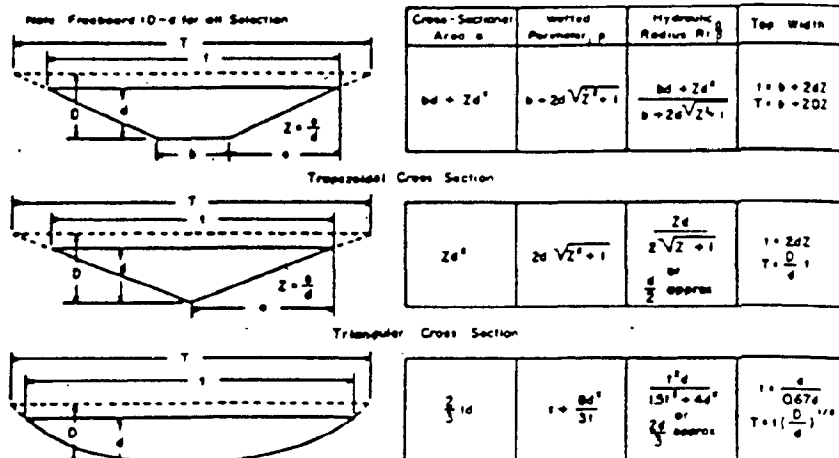 Note Freeboard : D-d for all Selection
T
t
D
d
Z = e/d
b
e
Cross-Sectional Area a
Wetted Perimeter, p
Hydraulic Radius R
Top Width
bd + Zd²
b + 2d √Z² + 1
bd + Zd² / b + 2d √Z² + 1
t = b + 2dZ
T = b + 2DZ
Trapezoidal Cross Section
T
t
D
d
Z = e/d
e
Zd²
2d √Z² + 1
Zd / 2 √Z² + 1
or
d/2 approx
t = 2dZ
T = D/d t
Triangular Cross Section
T
t
D
d
2/3 td
t + 8d²/3t
t²d / 1.5t² + 4d²
or
2d/3 approx
t = a/0.67d
T = t (D/d)^1/2